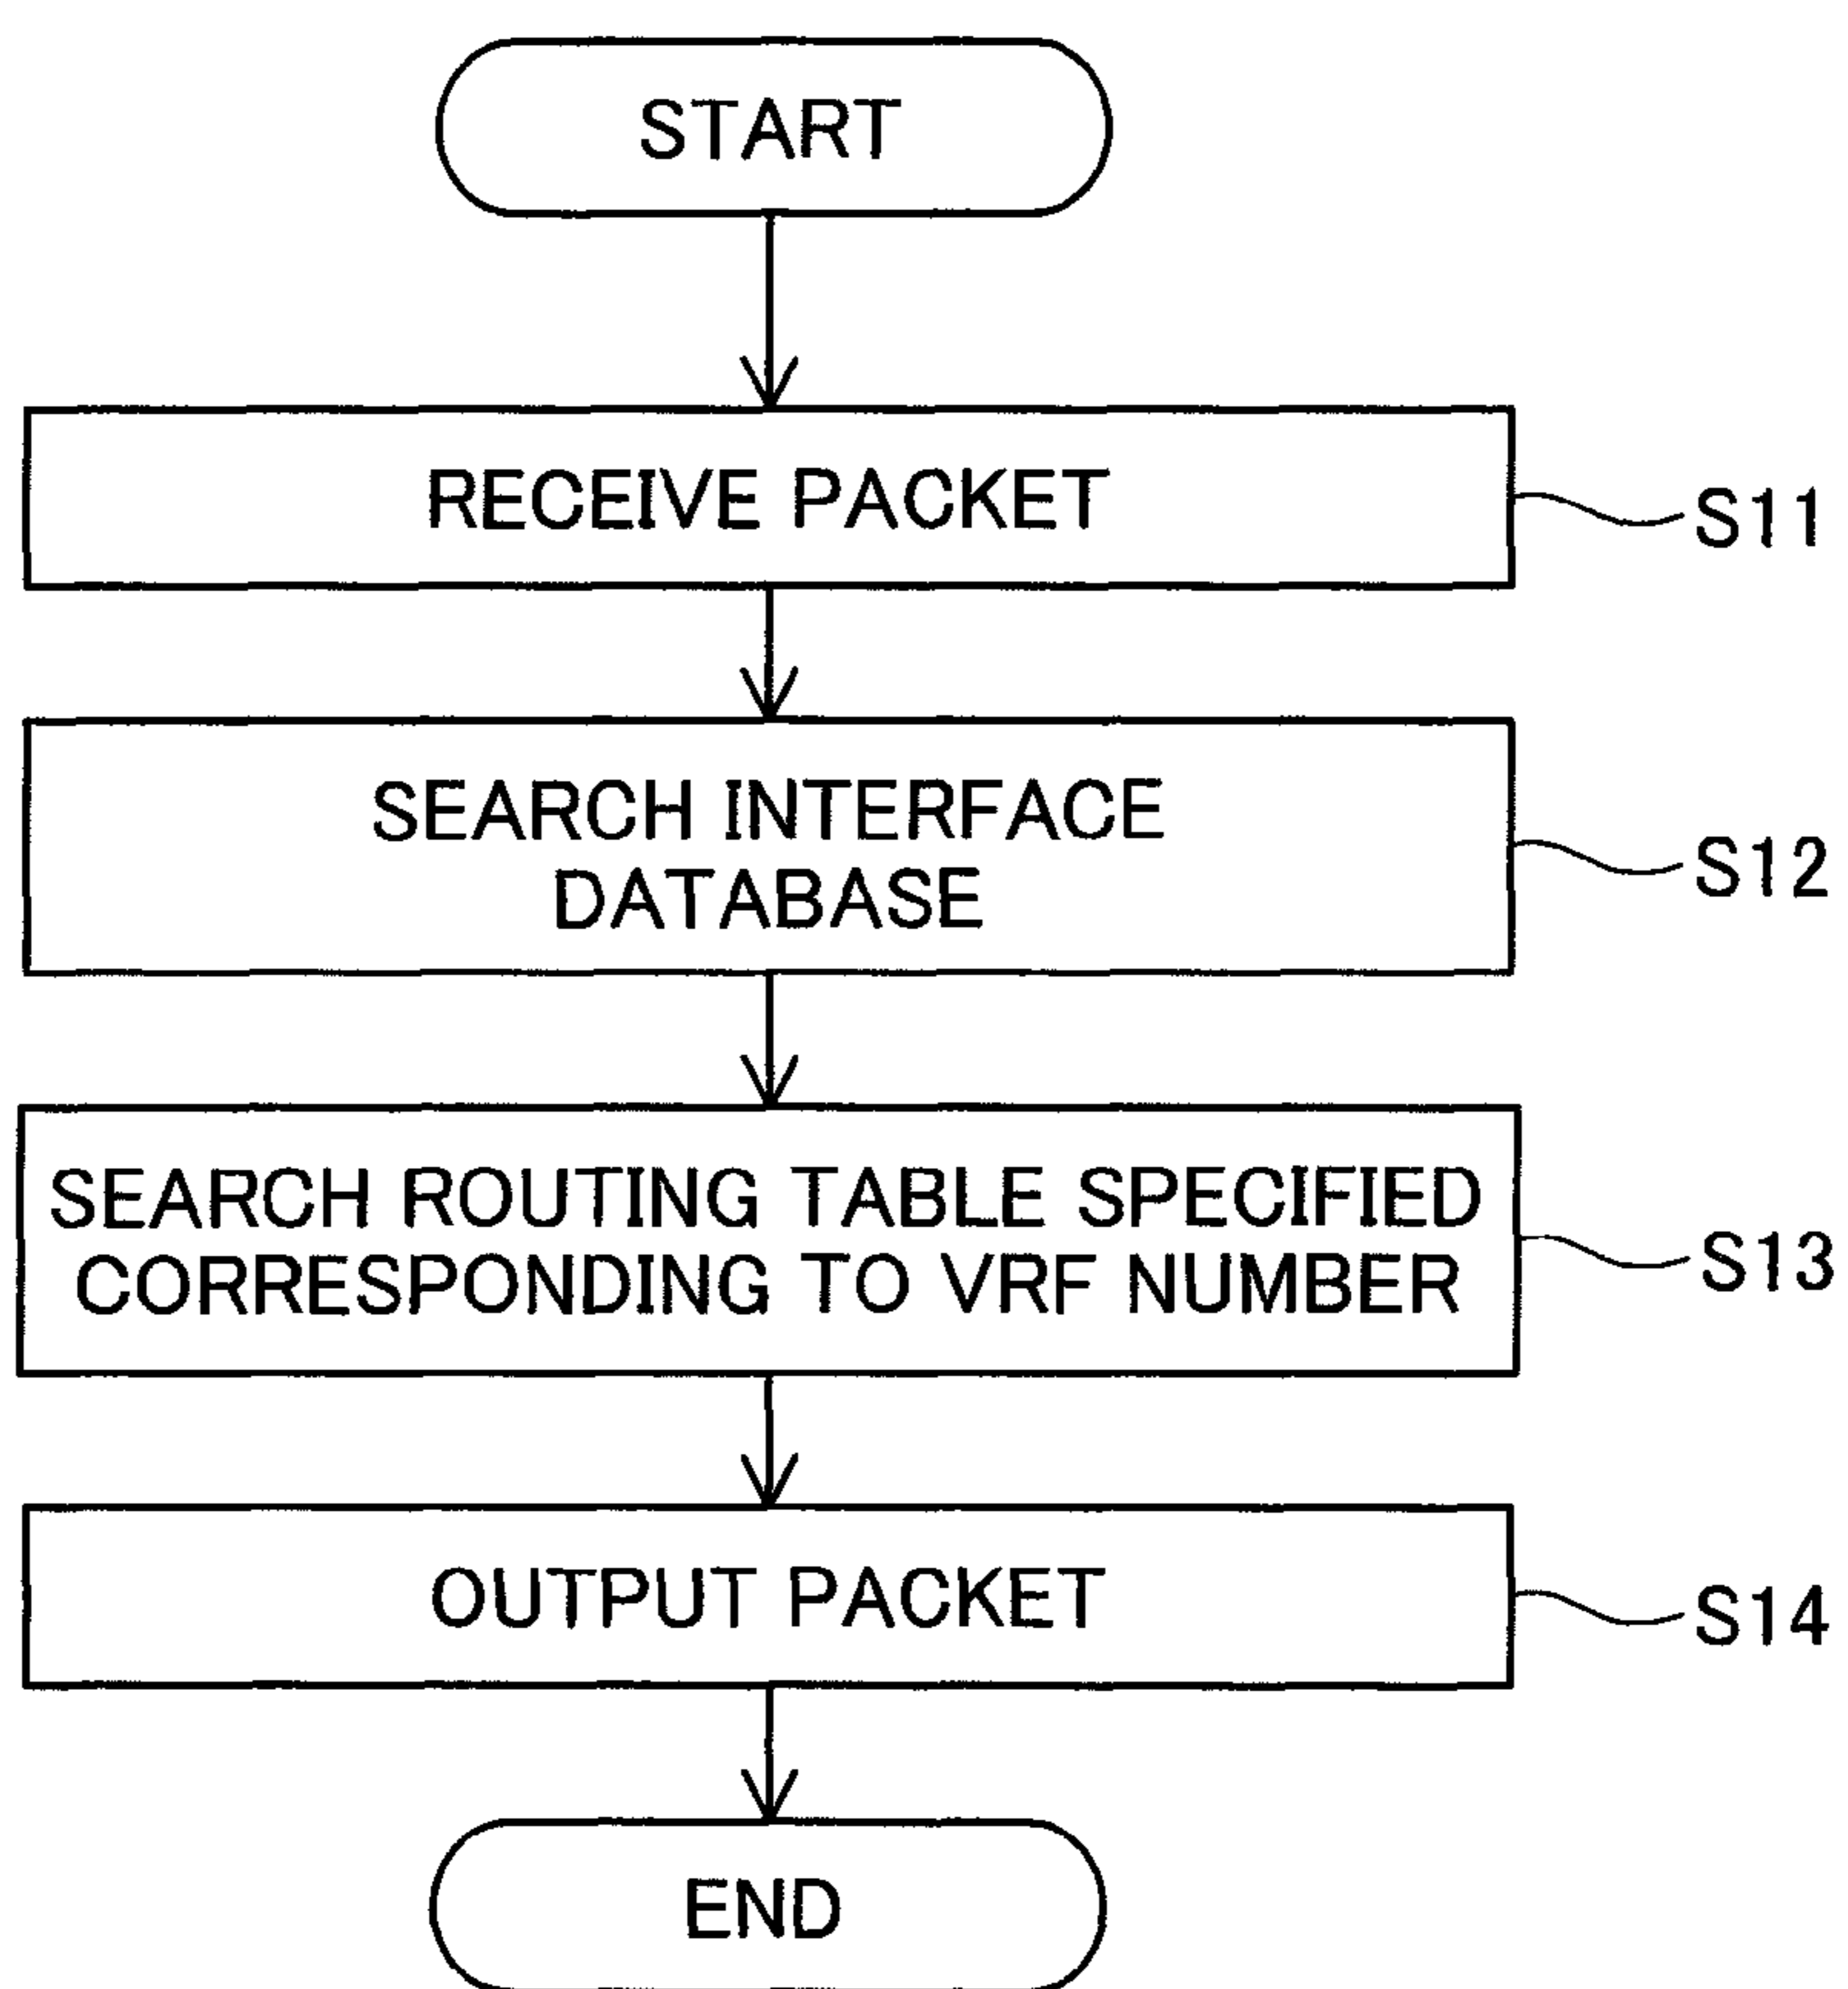 START
RECEIVE PACKET
S11
SEARCH INTERFACE
DATABASE
S12
SEARCH ROUTING TABLE SPECIFIED
CORRESPONDING TO VRF NUMBER
S13
OUTPUT PACKET
S14
END